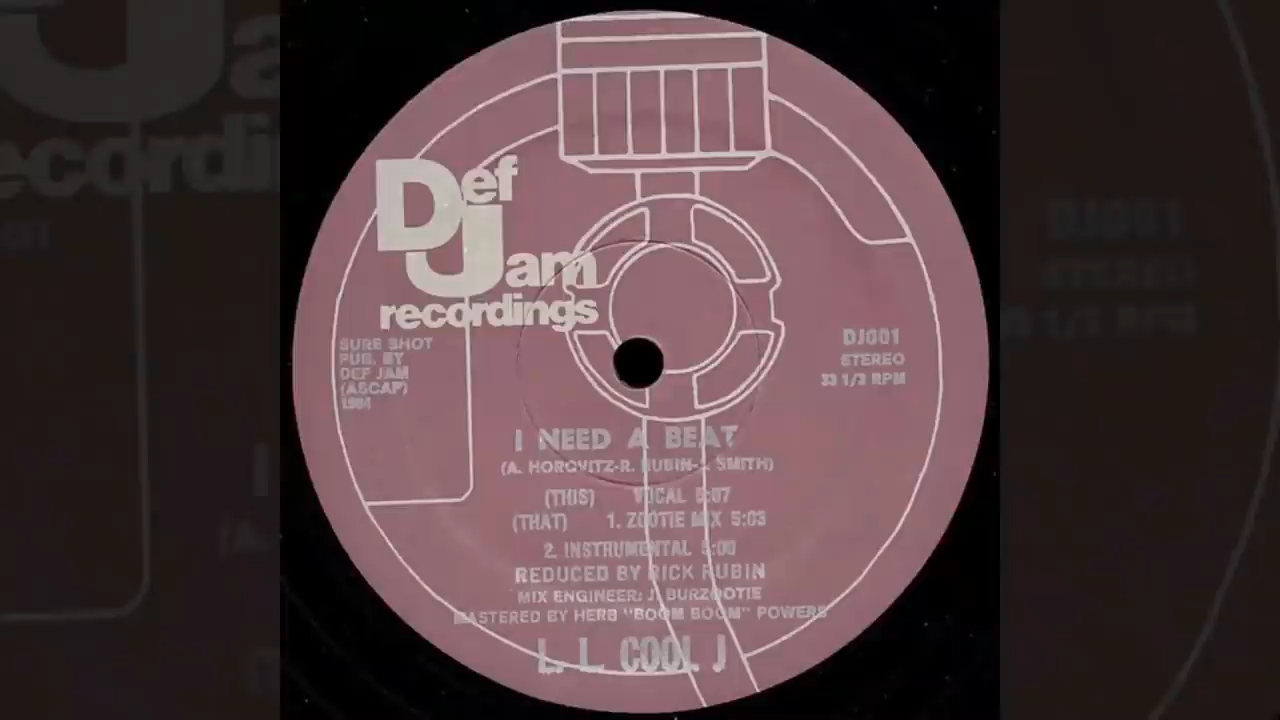 Def
Jam
recordings
SURE SHOT
PUB. BY
DEF JAM
(ASCAP)
1984
DJ001
STEREO
33 1/3 RPM
I NEED A BEAT
(A. HOROVITZ-R. RUBIN- SMITH)
(THIS) VOCAL 5:07
(THAT) 1. ZOOTIE MIX 5:03
2. INSTRUMENTAL 5:00
REDUCED BY RICK RUBIN
MIX ENGINEER: J. BURZOOTIE
MASTERED BY HERB "BOOM BOOM" POWERS
L. L. COOL J